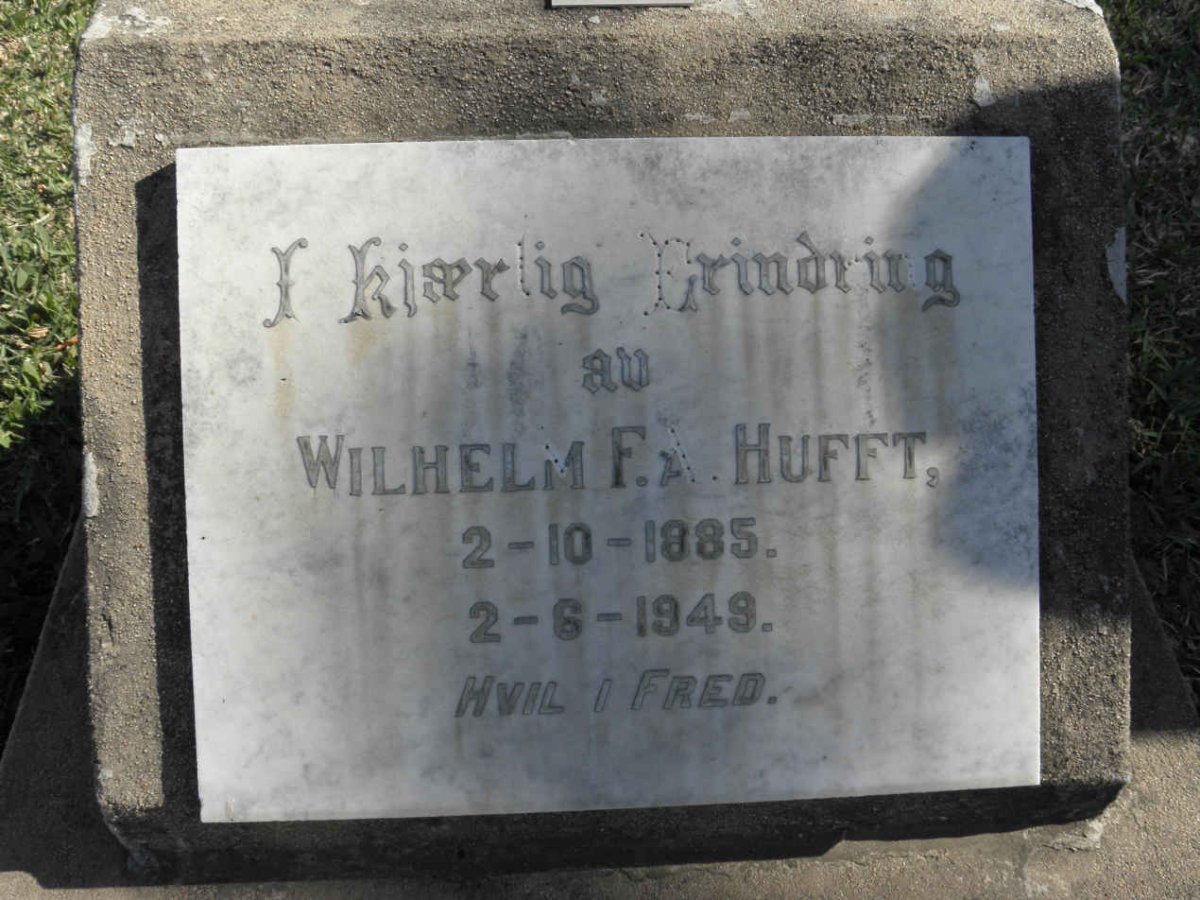 I Kjærlig Erindring
av
WILHELM F. A. HUFFT,
2-10-1885.
2-6-1949.
HVIL I FRED.